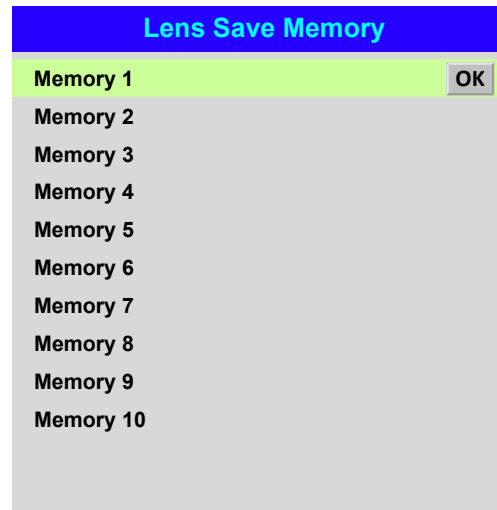 Lens Save Memory
Memory 1 OK
Memory 2
Memory 3
Memory 4
Memory 5
Memory 6
Memory 7
Memory 8
Memory 9
Memory 10